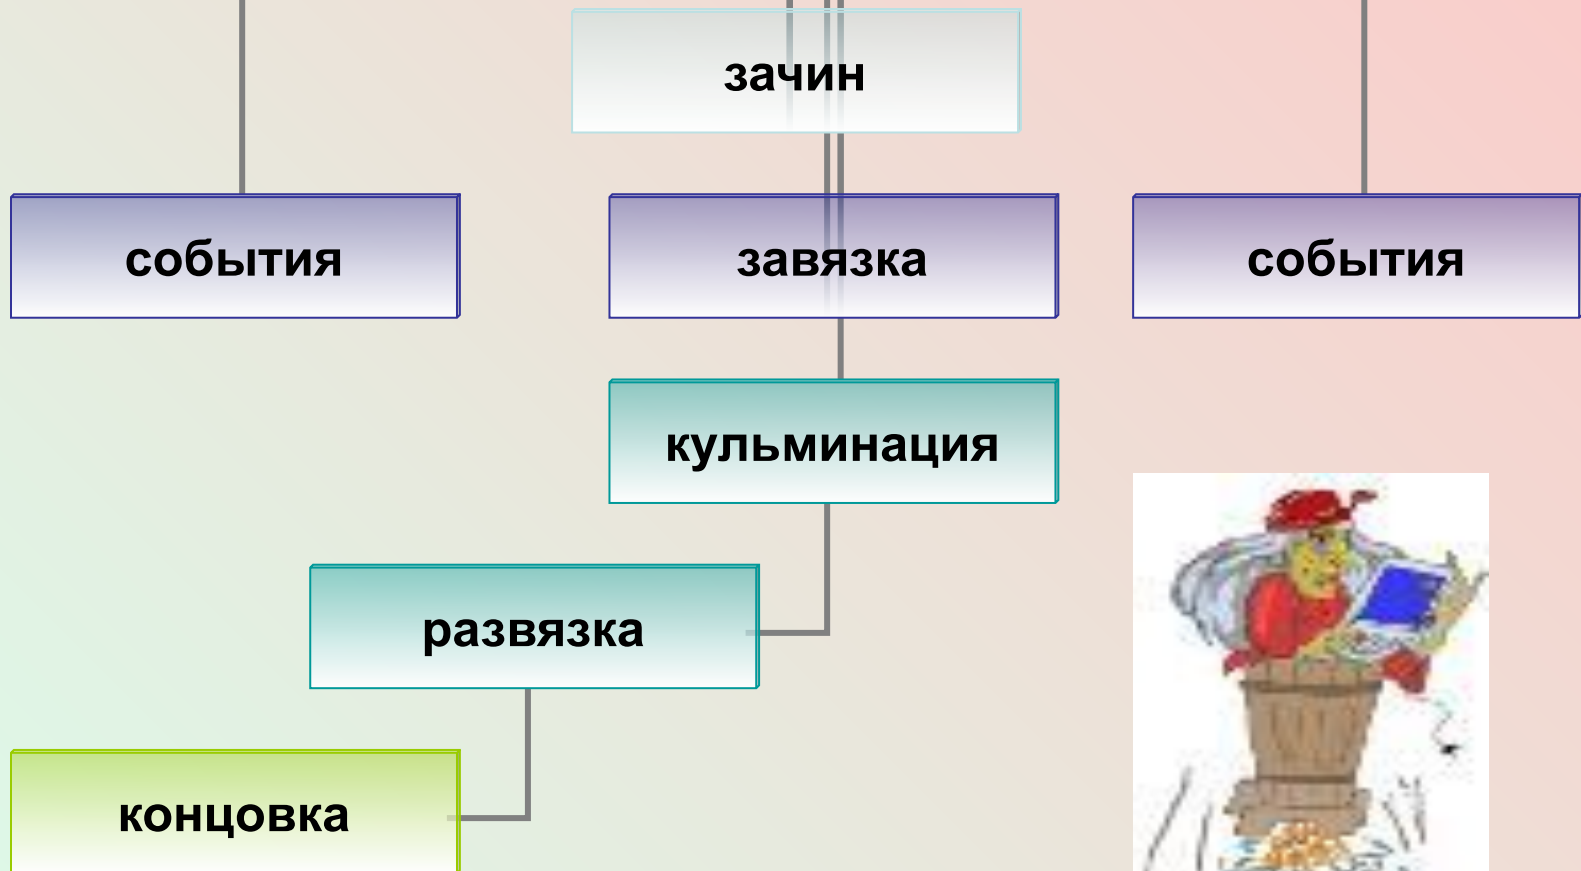 зачин
события
завязка
события
кульминация
развязка
концовка